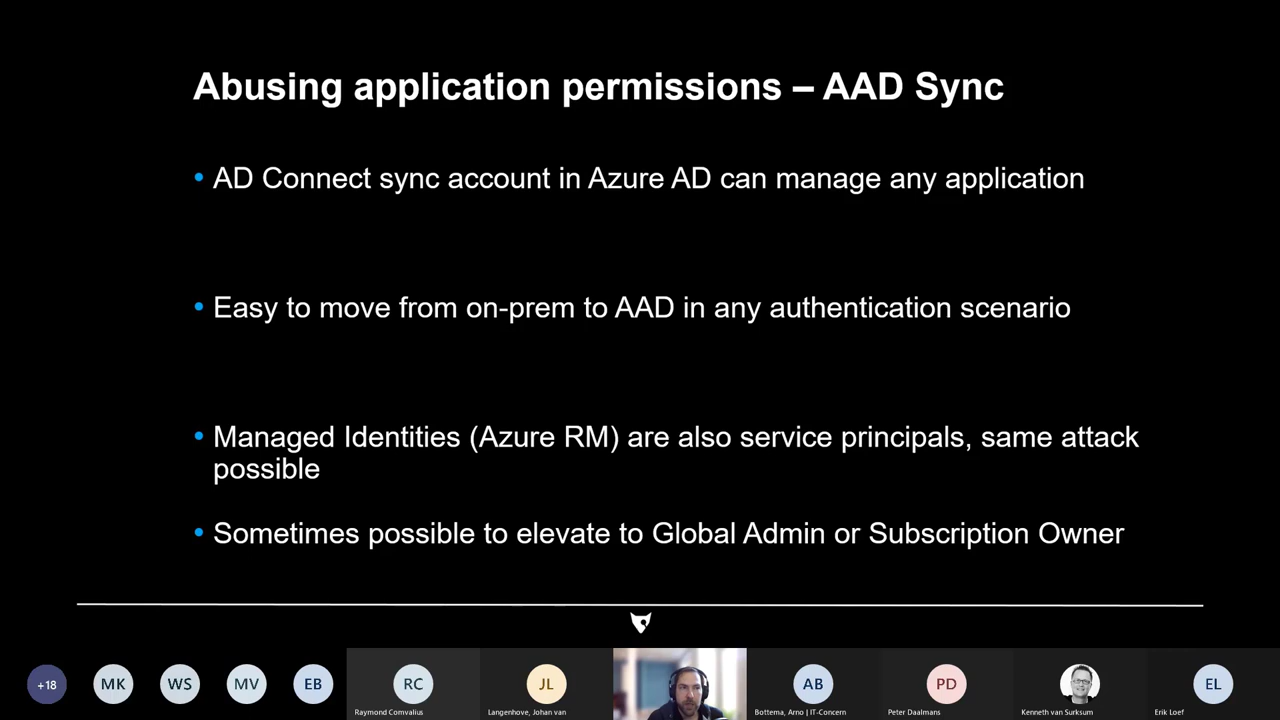 Abusing application permissions – AAD Sync
• AD Connect sync account in Azure AD can manage any application
• Easy to move from on-prem to AAD in any authentication scenario
• Managed Identities (Azure RM) are also service principals, same attack
possible
• Sometimes possible to elevate to Global Admin or Subscription Owner
+18
MK
WS
MV
EB
RC
JL
AB
PD
EL
Raymond Comvalius
Langenhove, Johan van
Bottema, Arno | IT-Concern
Peter Daalmans
Kenneth van Surksum
Erik Loef